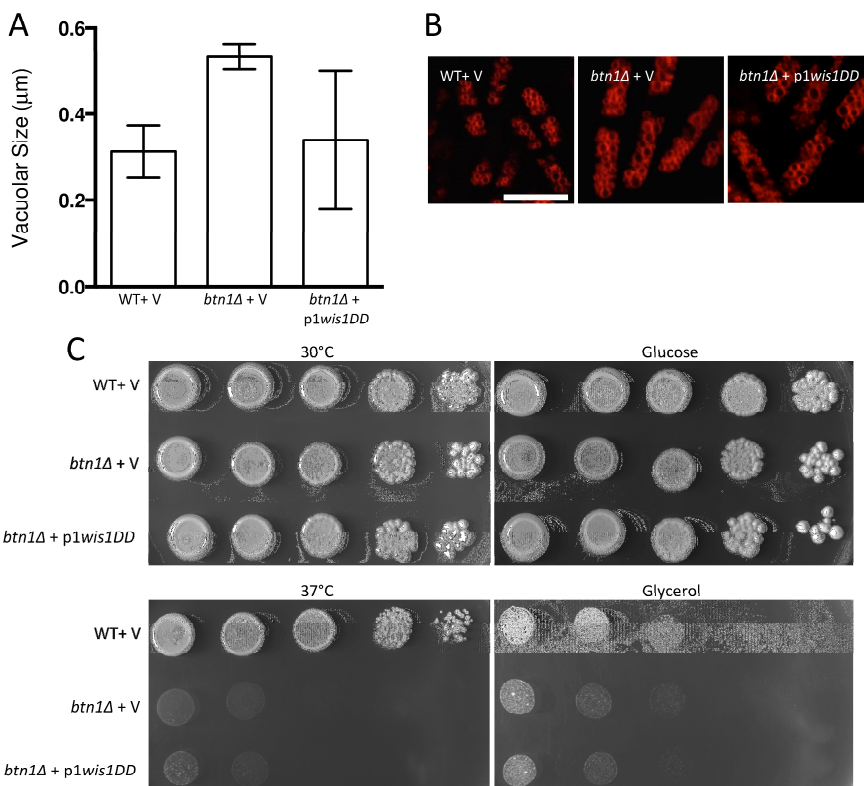 A
0.6
0.4
0.2
0.0
Vacuolar Size (μm)
WT+ V
btn1Δ + V
btn1Δ +
p1wis1DD
B
WT+ V
btn1Δ + V
btn1Δ + p1wis1DD
C
30°C
Glucose
WT+ V
btn1Δ + V
btn1Δ + p1wis1DD
37°C
Glycerol
WT+ V
btn1Δ + V
btn1Δ + p1wis1DD